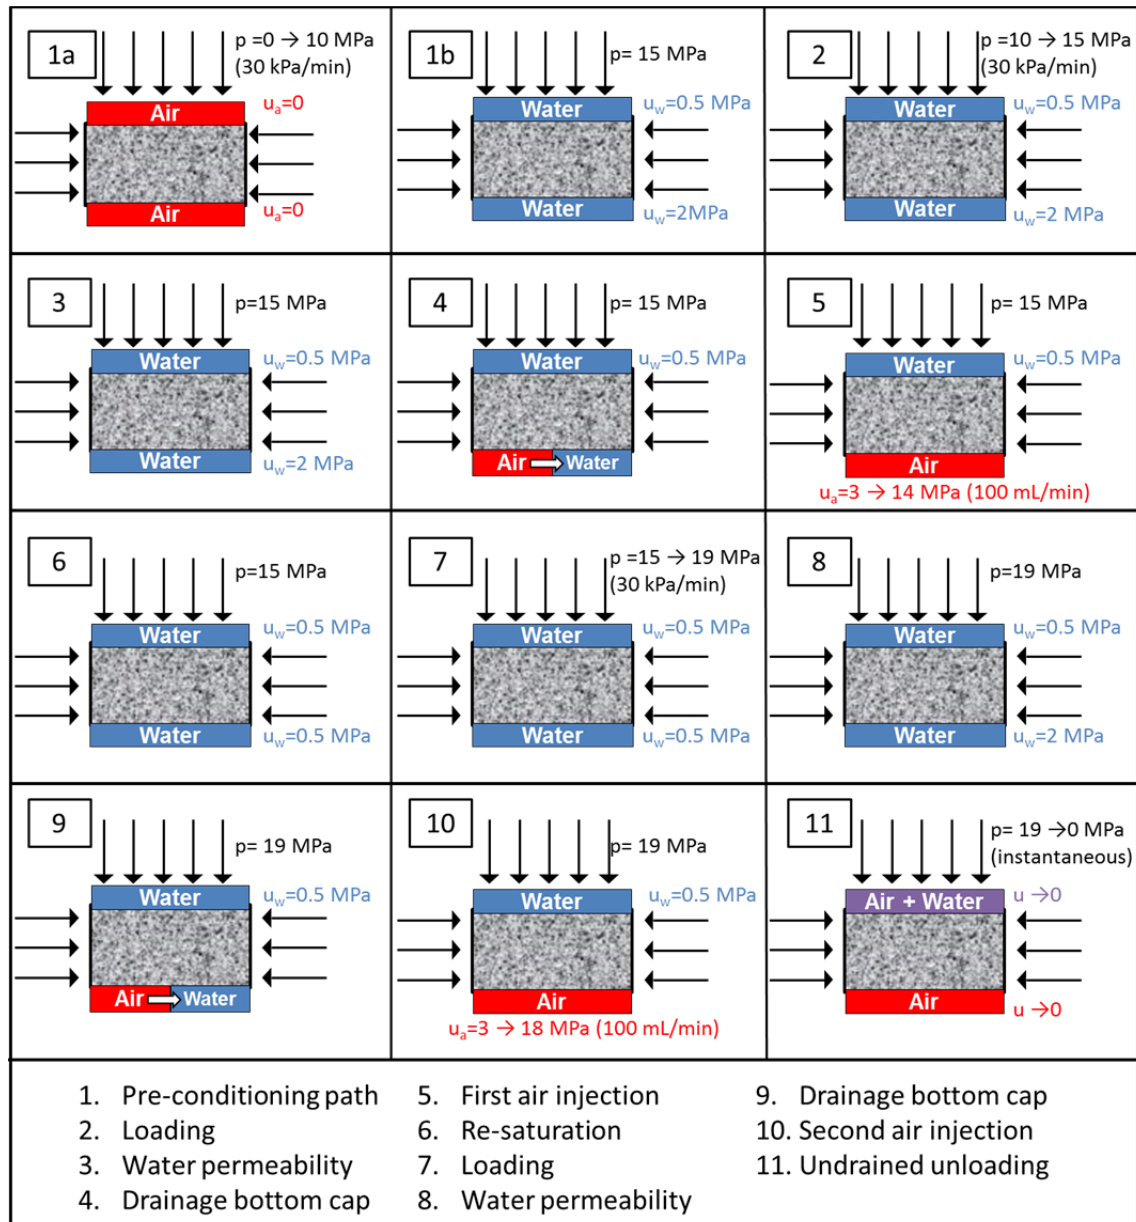 1a
p =0 → 10 MPa
(30 kPa/min)
Air
uₐ=0
Air
uₐ=0
1b
p= 15 MPa
Water
u_w=0.5 MPa
Water
u_w=2MPa
2
p =10 → 15 MPa
(30 kPa/min)
Water
u_w=0.5 MPa
Water
u_w=2 MPa
3
p=15 MPa
Water
u_w=0.5 MPa
Water
u_w=2 MPa
4
p= 15 MPa
Water
u_w=0.5 MPa
Air
Water
5
p= 15 MPa
Water
u_w=0.5 MPa
Air
uₐ=3 → 14 MPa (100 mL/min)
6
p=15 MPa
Water
u_w=0.5 MPa
Water
u_w=0.5 MPa
7
p =15 → 19 MPa
(30 kPa/min)
Water
u_w=0.5 MPa
Water
u_w=0.5 MPa
8
p=19 MPa
Water
u_w=0.5 MPa
Water
u_w=2 MPa
9
p= 19 MPa
Water
u_w=0.5 MPa
Air
Water
10
p= 19 MPa
Water
u_w=0.5 MPa
Air
uₐ=3 → 18 MPa (100 mL/min)
11
p= 19 →0 MPa
(instantaneous)
Air + Water
u →0
Air
u →0
1. Pre-conditioning path
2. Loading
3. Water permeability
4. Drainage bottom cap
5. First air injection
6. Re-saturation
7. Loading
8. Water permeability
9. Drainage bottom cap
10. Second air injection
11. Undrained unloading